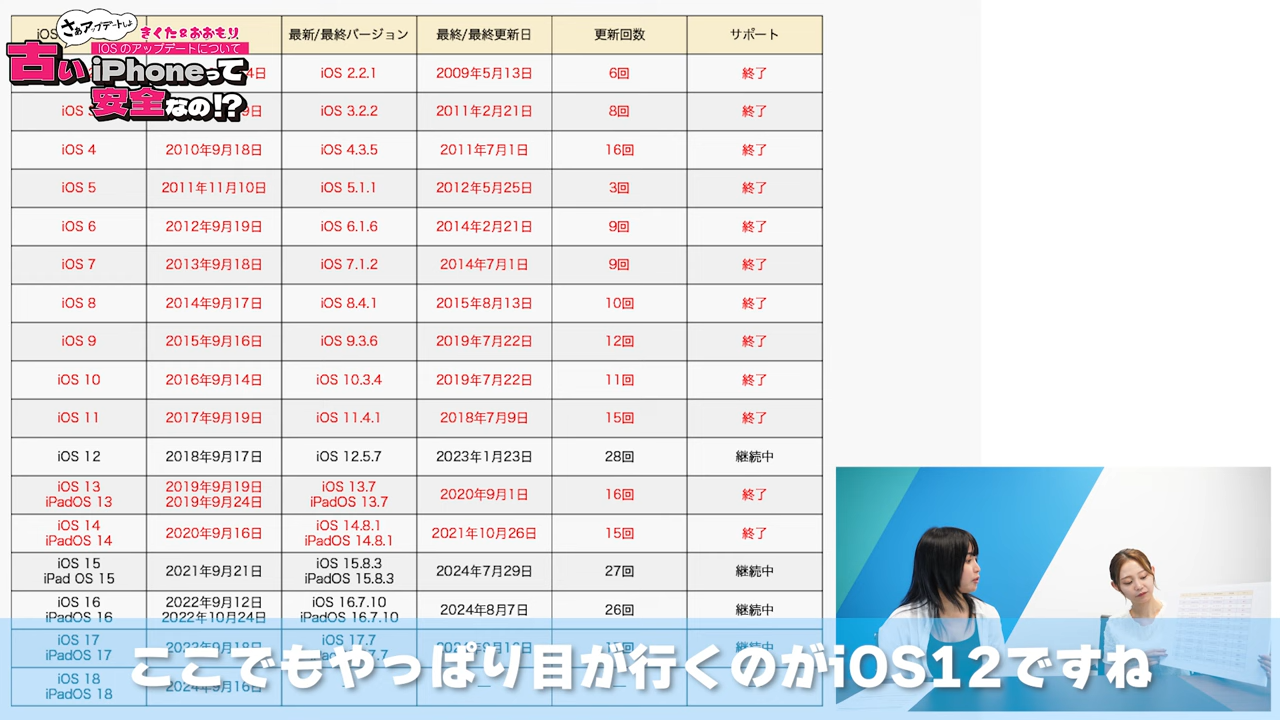 さぁアップデートしよ
きくた&おおもり
iOSのアップデートについて
古いiPhoneって
安全なの!?
最新/最終バージョン 最終/最終更新日 更新回数 サポート
iOS 2.2.1 2009年5月13日 6回 終了
iOS 3.2.2 2011年2月21日 8回 終了
iOS 4 2010年9月18日 iOS 4.3.5 2011年7月1日 16回 終了
iOS 5 2011年11月10日 iOS 5.1.1 2012年5月25日 3回 終了
iOS 6 2012年9月19日 iOS 6.1.6 2014年2月21日 9回 終了
iOS 7 2013年9月18日 iOS 7.1.2 2014年7月1日 9回 終了
iOS 8 2014年9月17日 iOS 8.4.1 2015年8月13日 10回 終了
iOS 9 2015年9月16日 iOS 9.3.6 2019年7月22日 12回 終了
iOS 10 2016年9月14日 iOS 10.3.4 2019年7月22日 11回 終了
iOS 11 2017年9月19日 iOS 11.4.1 2018年7月9日 15回 終了
iOS 12 2018年9月17日 iOS 12.5.7 2023年1月23日 28回 継続中
iOS 13 2019年9月19日 iOS 13.7 2020年9月1日 16回 終了
iPadOS 13 2019年9月24日 iPadOS 13.7
iOS 14 2020年9月16日 iOS 14.8.1 2021年10月26日 15回 終了
iPadOS 14 iPadOS 14.8.1
iOS 15 2021年9月21日 iOS 15.8.3 2024年7月29日 27回 継続中
iPad OS 15 iPadOS 15.8.3
iOS 16 2022年9月12日 iOS 16.7.10 2024年8月7日 26回 継続中
iPadOS 16 2022年10月24日 iPadOS 16.7.10
iOS 17 iOS 17.7
iPadOS 17
iOS 18 2024年9月16日
iPadOS 18
ここでもやっぱり目が行くのがiOS12ですね